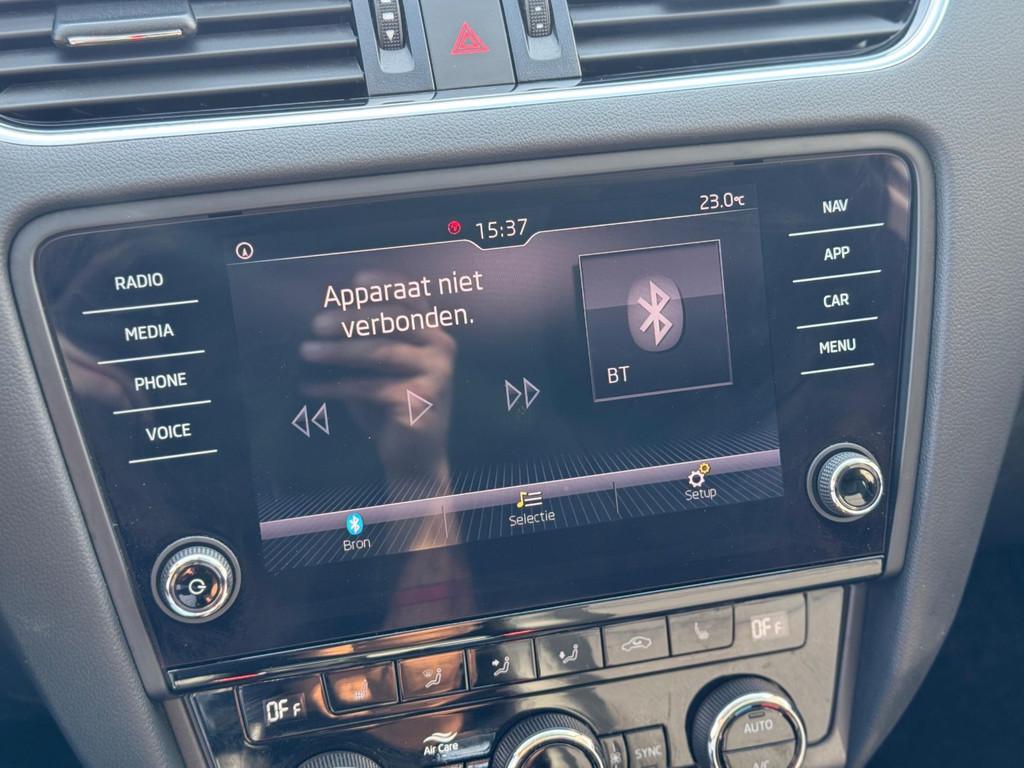 15:37
23.0°C
NAV
APP
CAR
MENU
RADIO
MEDIA
PHONE
VOICE
Apparaat niet
verbonden.
BT
Bron
Selectie
Setup
OFF
OFF
Air Care
SYNC
AUTO
A/C